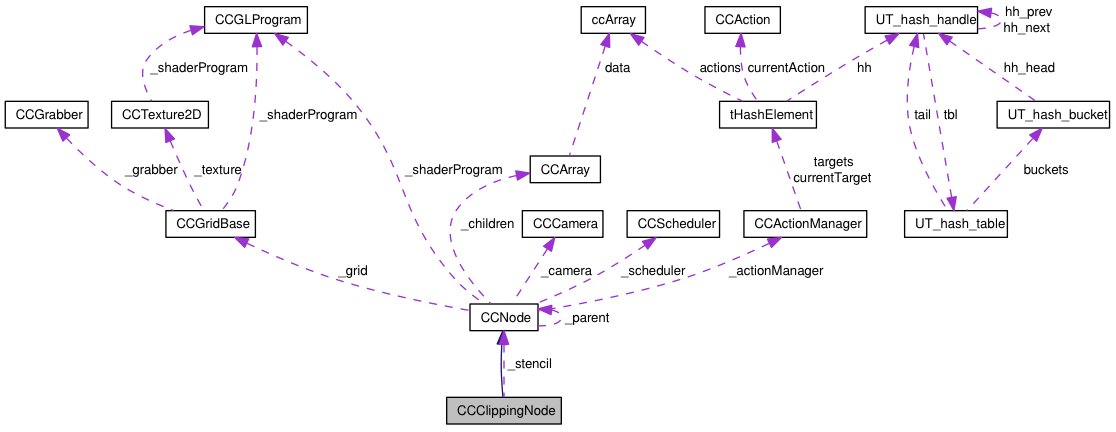 CCGLProgram
ccArray
CCAction
UT_hash_handle
hh_prev
hh_next
_shaderProgram
data
actions
currentAction
hh
hh_head
CCGrabber
CCTexture2D
_shaderProgram
tHashElement
tail
tbl
UT_hash_bucket
_grabber
_texture
_shaderProgram
CCArray
targets
currentTarget
buckets
CCGridBase
_children
CCCamera
CCScheduler
CCActionManager
UT_hash_table
_grid
_camera
_scheduler
_actionManager
CCNode
_parent
_stencil
CCClippingNode